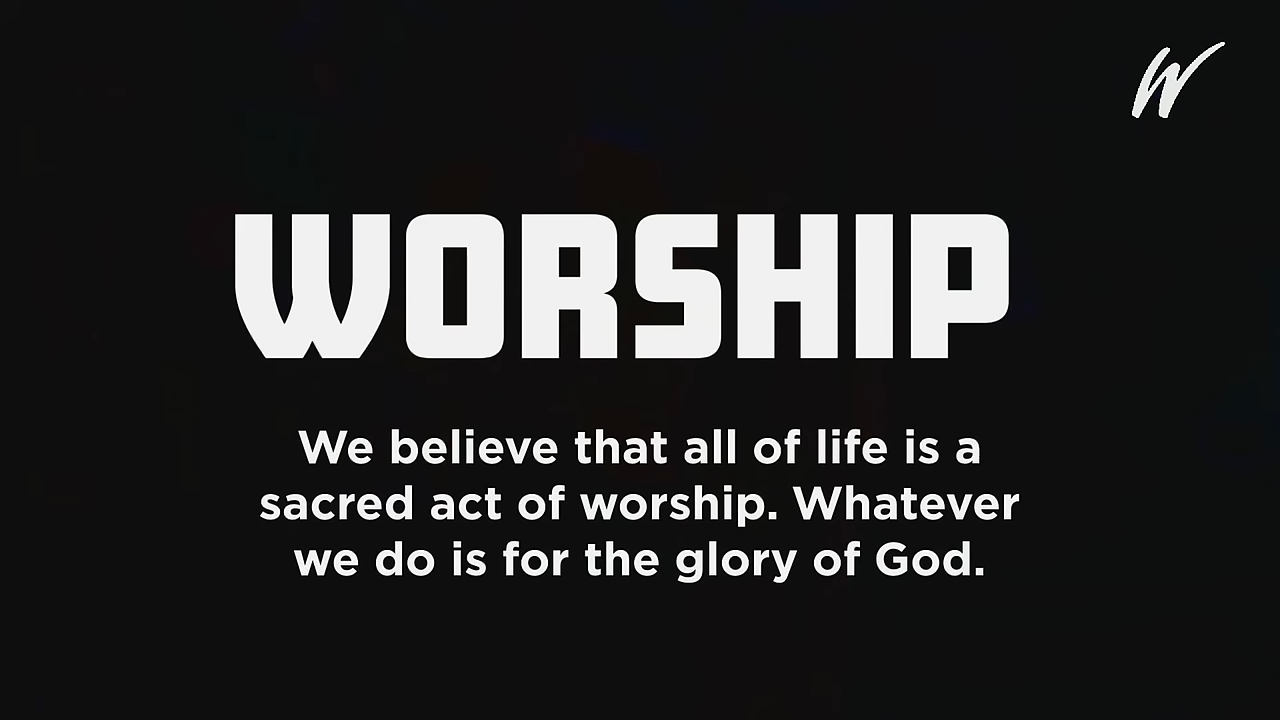 W
WORSHIP
We believe that all of life is a
sacred act of worship. Whatever
we do is for the glory of God.